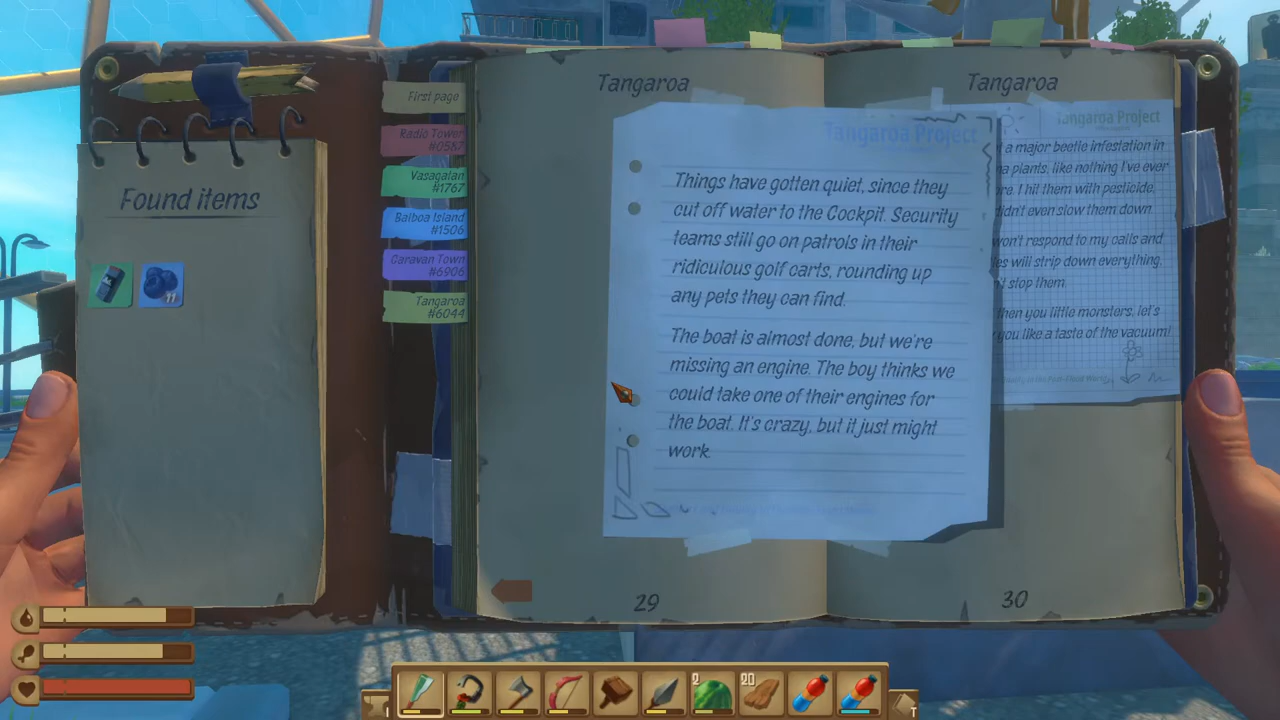 Found items
11
First page
Radio Tower
#0587
Vasagatan
#1767
Balboa Island
#1506
Caravan Town
#6906
Tangaroa
#6044
Tangaroa
Tangaroa Project
Things have gotten quiet, since they
cut off water to the Cockpit. Security
teams still go on patrols in their
ridiculous golf carts, rounding up
any pets they can find.
The boat is almost done, but we're
missing an engine. The boy thinks we
could take one of their engines for
the boat. It's crazy, but it just might
work.
29
Tangaroa
Tangaroa Project
a major beetle infestation in
plants, like nothing I've ever
I hit them with pesticide,
didn't even slow them down
won't respond to my calls and
will strip down everything,
stop them.
then you little monsters, let's
you like a taste of the vacuum!
30
1
2
20
T